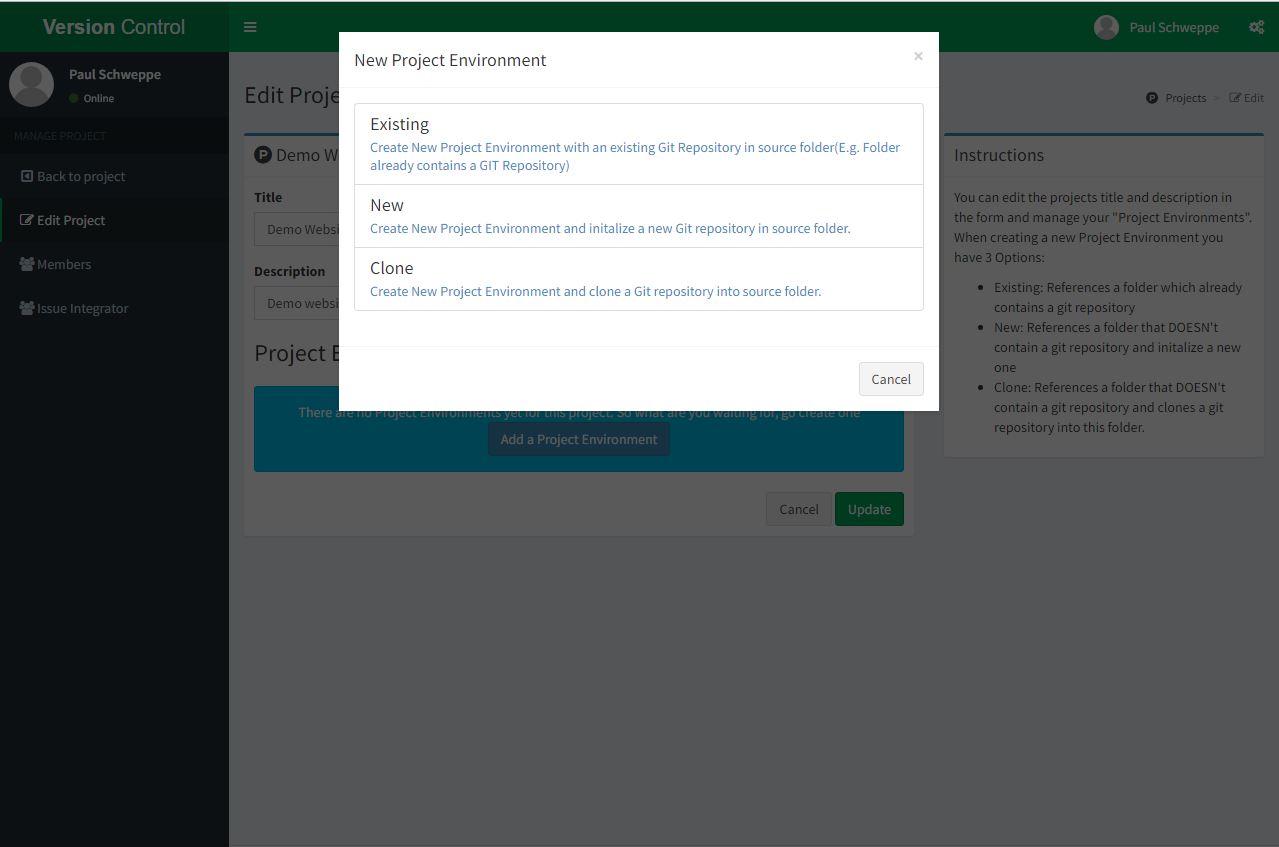 Version Control
Paul Schweppe
Paul Schweppe
Online
MANAGE PROJECT
Back to project
Edit Project
Members
Issue Integrator
New Project Environment
×
Existing
Create New Project Environment with an existing Git Repository in source folder(E.g. Folder
already contains a GIT Repository)
New
Create New Project Environment and initalize a new Git repository in source folder.
Clone
Create New Project Environment and clone a Git repository into source folder.
Cancel
Edit Proje
P Projects > Edit
P Demo W
Title
Demo Websi
Description
Demo websi
Project E
There are no Project Environments yet for this project. So what are you waiting for, go create one
Add a Project Environment
Cancel
Update
Instructions
You can edit the projects title and description in
the form and manage your "Project Environments".
When creating a new Project Environment you
have 3 Options:
• Existing: References a folder which already
contains a git repository
• New: References a folder that DOESN't
contain a git repository and initalize a new
one
• Clone: References a folder that DOESN't
contain a git repository and clones a git
repository into this folder.